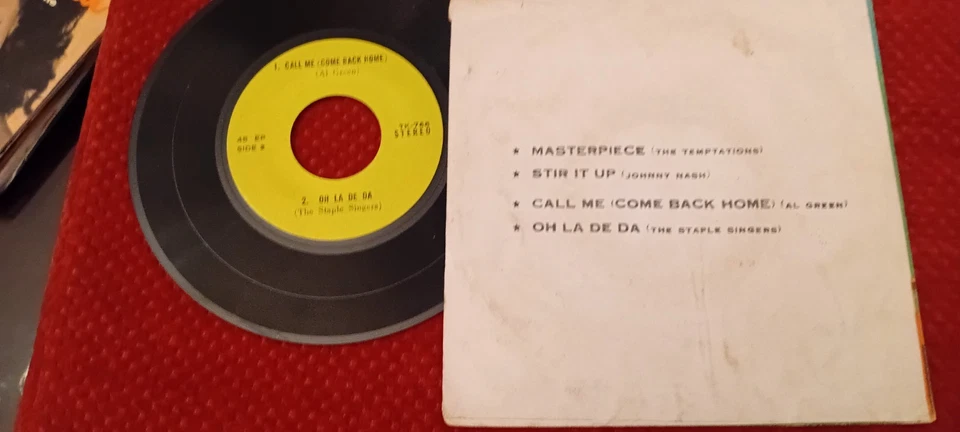 1. CALL ME (COME BACK HOME)
(Al Green)
45 EP
SIDE B
TK-766
STEREO
2. OH LA DE DA
(The Staple Singers)
★ MASTERPIECE (THE TEMPTATIONS)
★ STIR IT UP (JOHNNY NASH)
★ CALL ME (COME BACK HOME) (AL GREEN)
★ OH LA DE DA (THE STAPLE SINGERS)